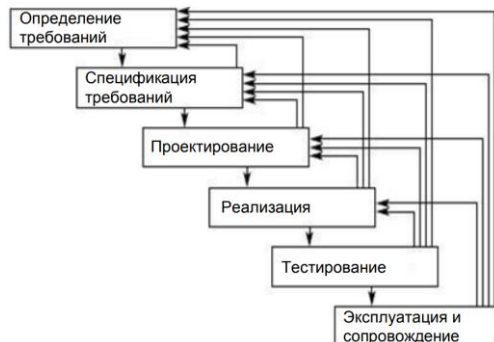 Определение
требований
Спецификация
требований
Проектирование
Реализация
Тестирование
Эксплуатация и
сопровождение